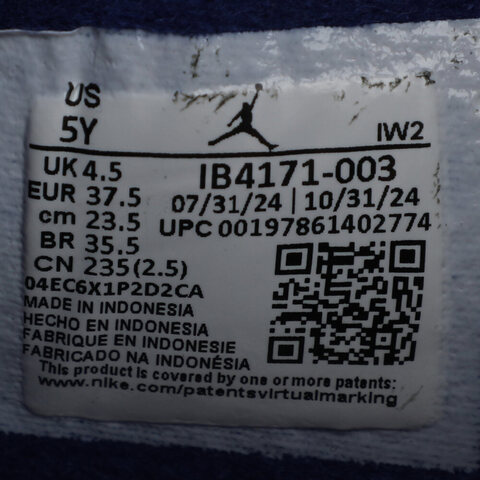 US
5Y
IW2
UK 4.5
EUR 37.5
cm 23.5
BR 35.5
CN 235 (2.5)
IB4171-003
07/31/24 | 10/31/24
UPC 00197861402774
04EC6X1P2D2CA
MADE IN INDONESIA
HECHO EN INDONESIA
FABRIQUE EN INDONESIE
FABRICADO NA INDONÉSIA
This product is covered by one or more patents:
www.nike.com/patentsvirtualmarking